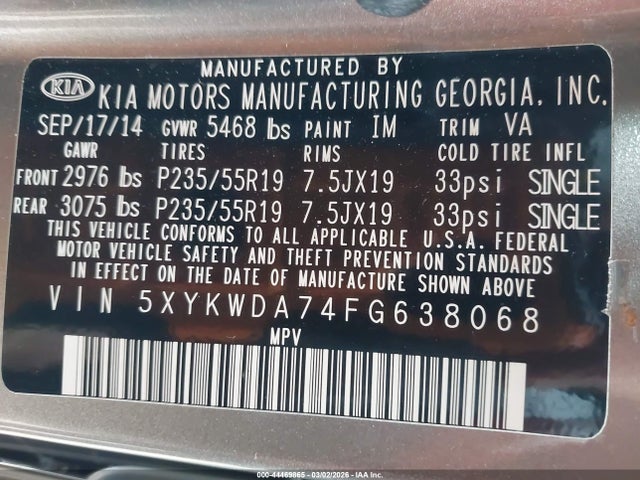 MANUFACTURED BY
KIA KIA MOTORS MANUFACTURING GEORGIA, INC.
SEP/17/14 GVWR 5468 lbs PAINT IM TRIM VA
GAWR TIRES RIMS COLD TIRE INFL
FRONT 2976 lbs P235/55R19 7.5JX19 33psi SINGLE
REAR 3075 lbs P235/55R19 7.5JX19 33psi SINGLE
THIS VEHICLE CONFORMS TO ALL APPLICABLE U.S.A. FEDERAL
MOTOR VEHICLE SAFETY AND THEFT PREVENTION STANDARDS
IN EFFECT ON THE DATE OF MANUFACTURE SHOWN ABOVE
VIN 5XYKWDA74FG638068
MPV
000-44469865 - 03/02/2026 - IAA Inc.